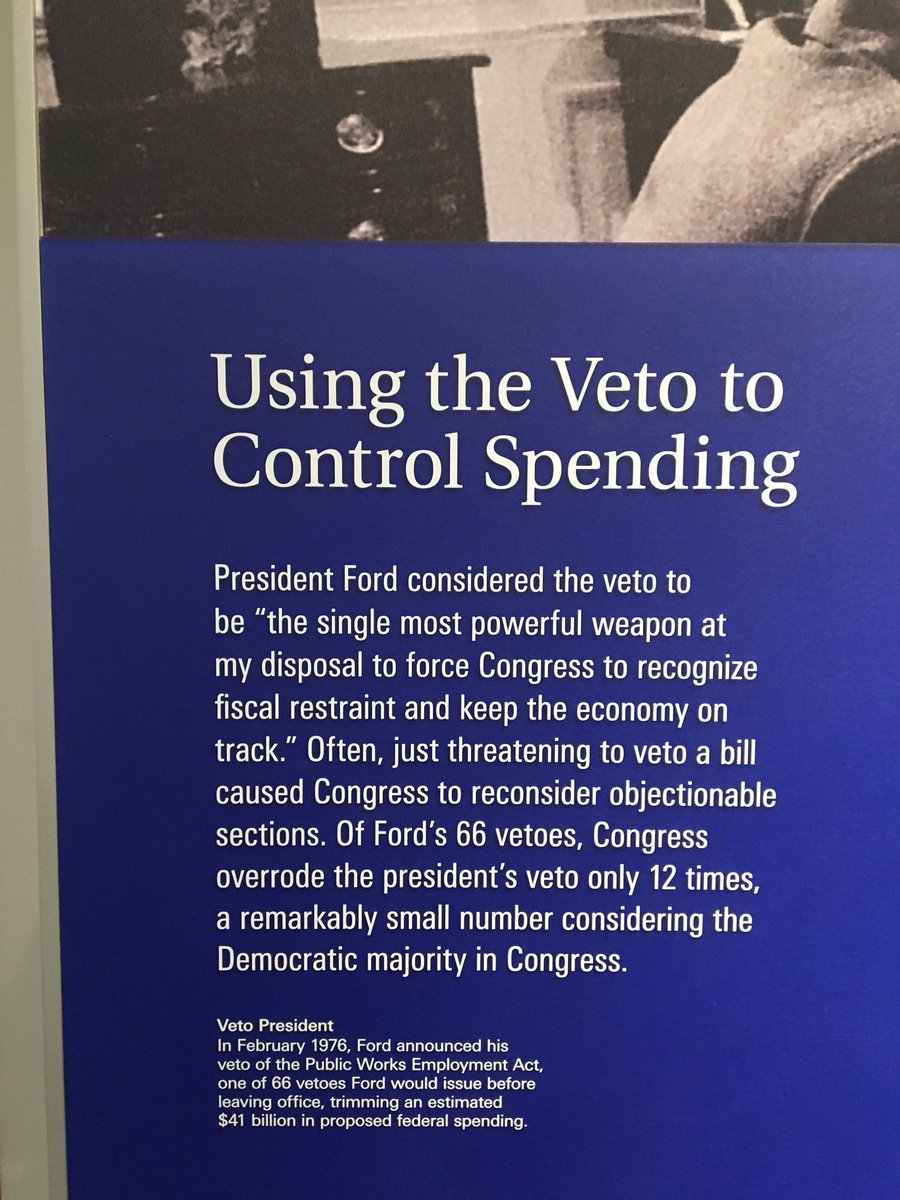 Using the Veto to
Control Spending
President Ford considered the veto to
be “the single most powerful weapon at
my disposal to force Congress to recognize
fiscal restraint and keep the economy on
track.” Often, just threatening to veto a bill
caused Congress to reconsider objectionable
sections. Of Ford’s 66 vetoes, Congress
overrode the president’s veto only 12 times,
a remarkably small number considering the
Democratic majority in Congress.
Veto President
In February 1976, Ford announced his
veto of the Public Works Employment Act,
one of 66 vetoes Ford would issue before
leaving office, trimming an estimated
$41 billion in proposed federal spending.